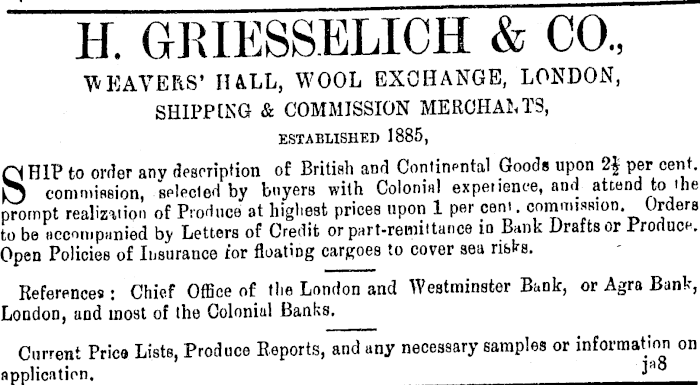 H. GRIESSELICH & CO.,
WEAVERS' HALL, WOOL EXCHANGE, LONDON,
SHIPPING & COMMISSION MERCHANTS,
ESTABLISHED 1885,
SHIP to order any description of British and Continental Goods upon 2½ per cent.
commission, selected by buyers with Colonial experience, and attend to the
prompt realization of Produce at highest prices upon 1 per cent. commission. Orders
to be accompanied by Letters of Credit or part-remittance in Bank Drafts or Produce.
Open Policies of Insurance for floating cargoes to cover sea risks.
References : Chief Office of the London and Westminster Bank, or Agra Bank,
London, and most of the Colonial Banks.
Current Price Lists, Produce Reports, and any necessary samples or information on
application.
ja8